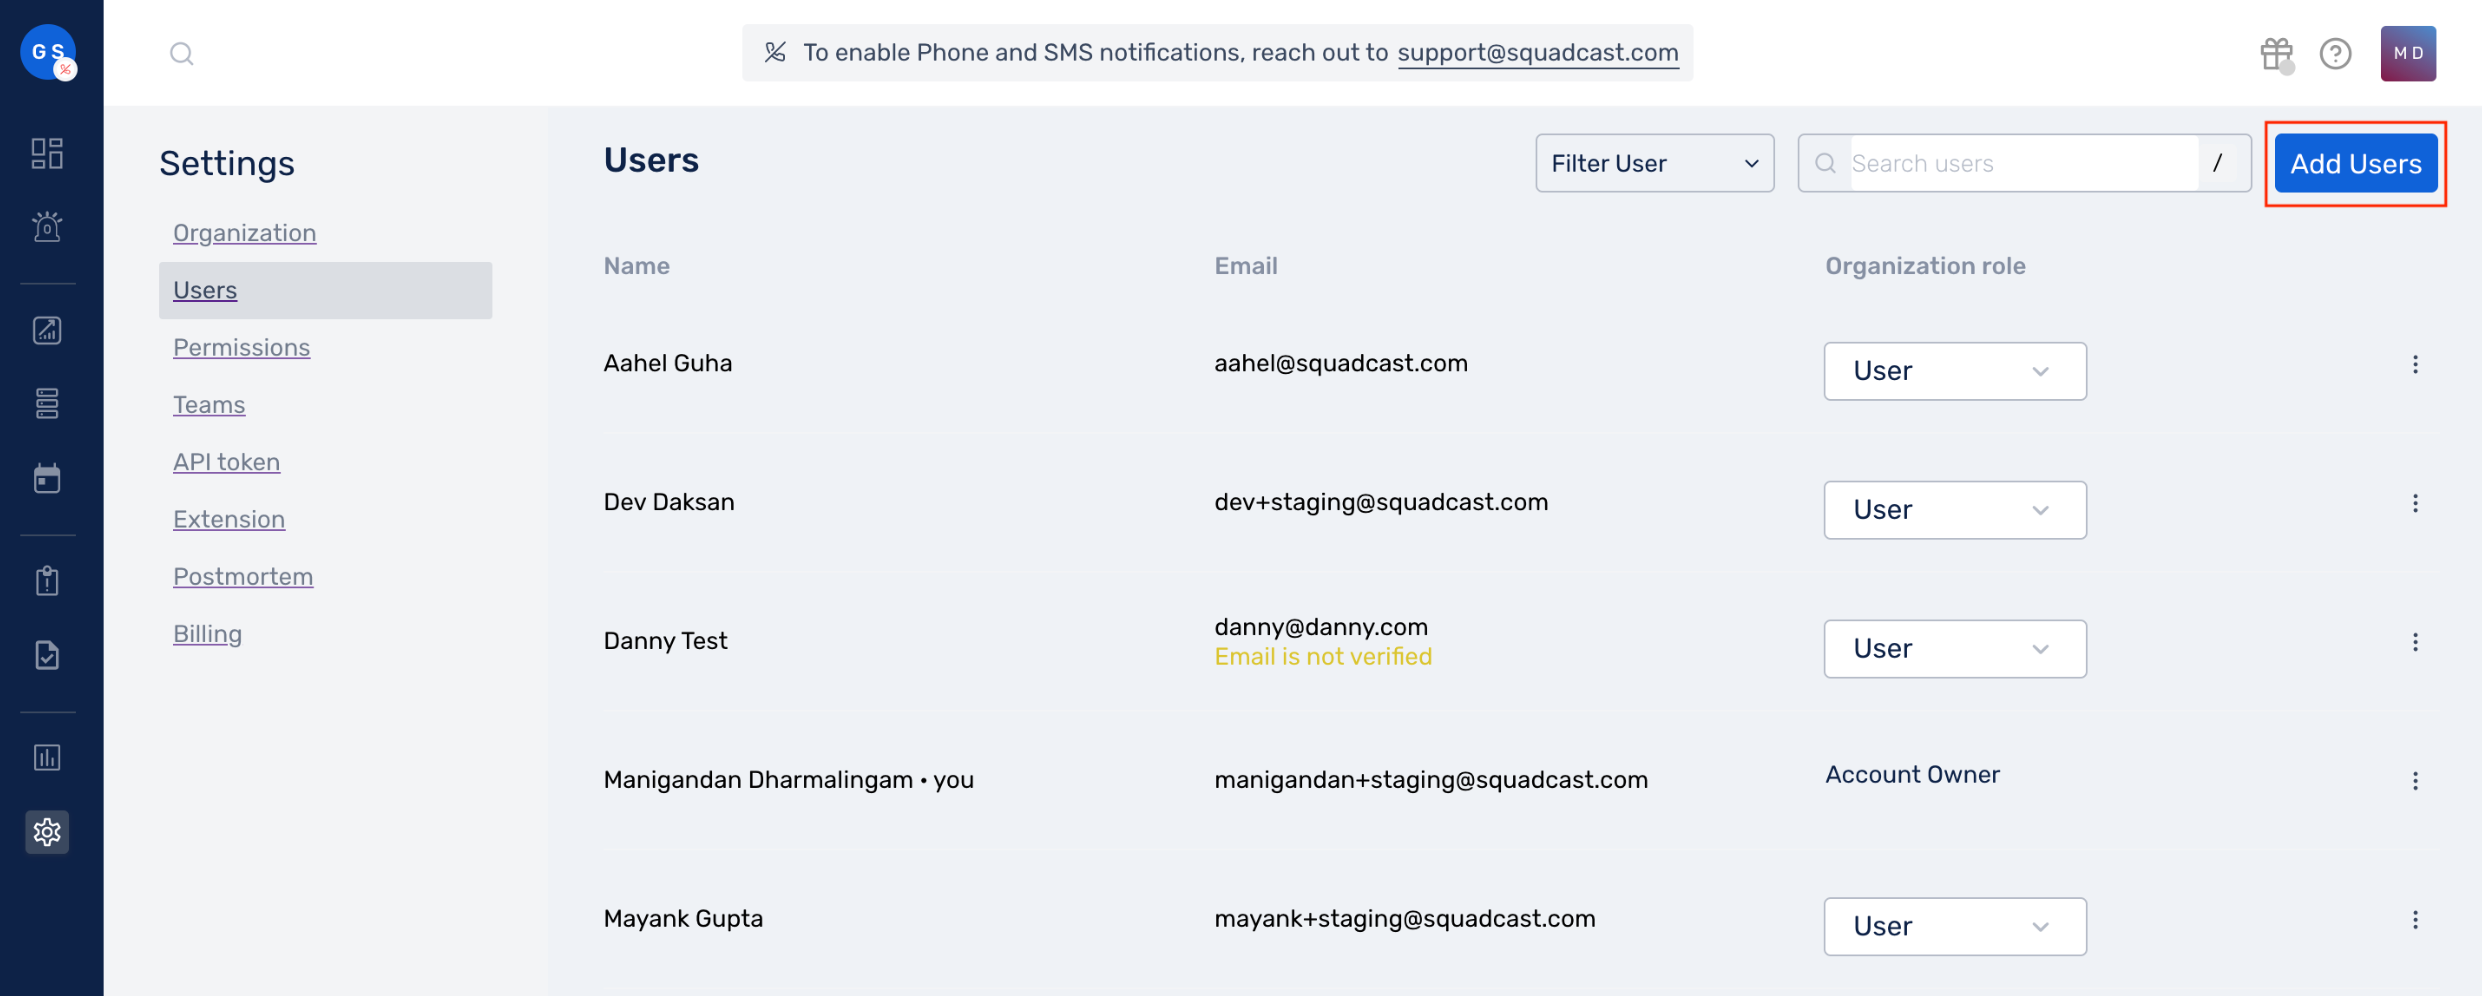 GS
To enable Phone and SMS notifications, reach out to support@squadcast.com
MD
Settings
Organization
Users
Permissions
Teams
API token
Extension
Postmortem
Billing
Users
Filter User
Search users
/
Add Users
Name Email Organization role
Aahel Guha aahel@squadcast.com User
Dev Daksan dev+staging@squadcast.com User
Danny Test danny@danny.com User
Email is not verified
Manigandan Dharmalingam • you manigandan+staging@squadcast.com Account Owner
Mayank Gupta mayank+staging@squadcast.com User